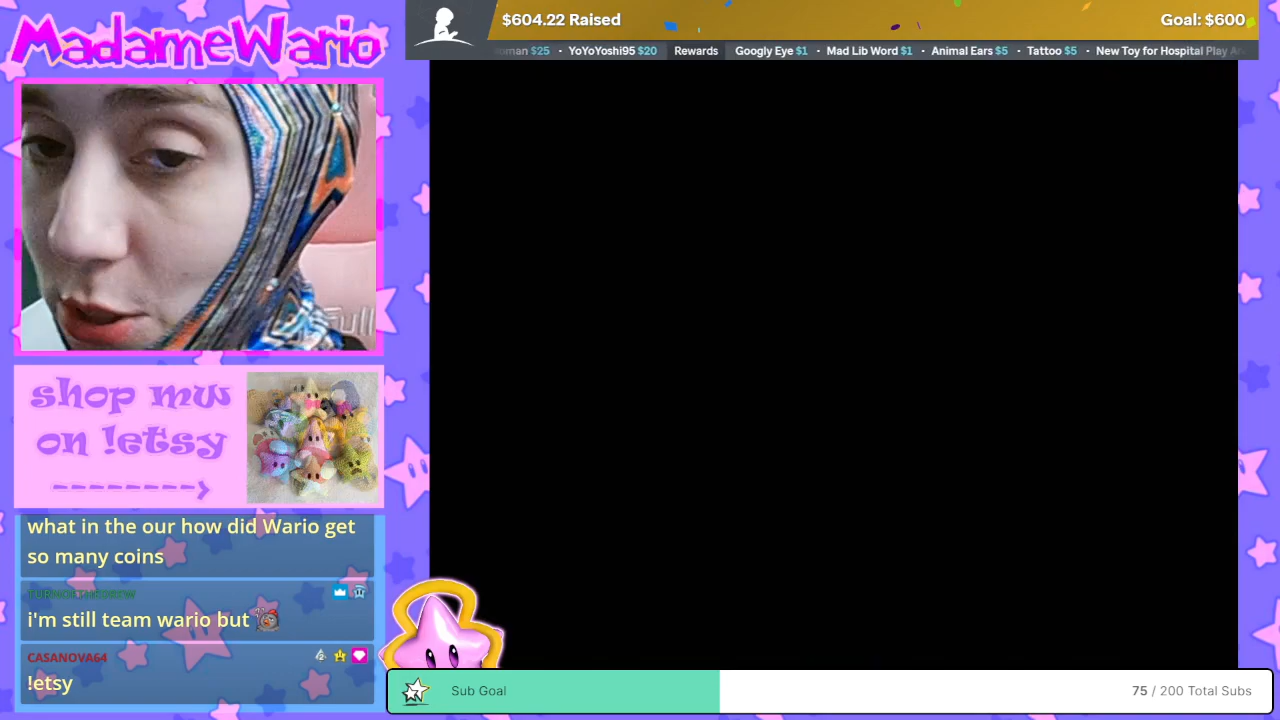 MadameWario
$604.22 Raised
Goal: $600
oman $25 · YoYoYoshi95 $20 Rewards Googly Eye $1 · Mad Lib Word $1 · Animal Ears $5 · Tattoo $5 · New Toy for Hospital Play Ar
Full
shop mw
on !etsy
what in the our how did Wario get
so many coins
i'm still team wario but
CASANOVA64
!etsy
Sub Goal
75 / 200 Total Subs